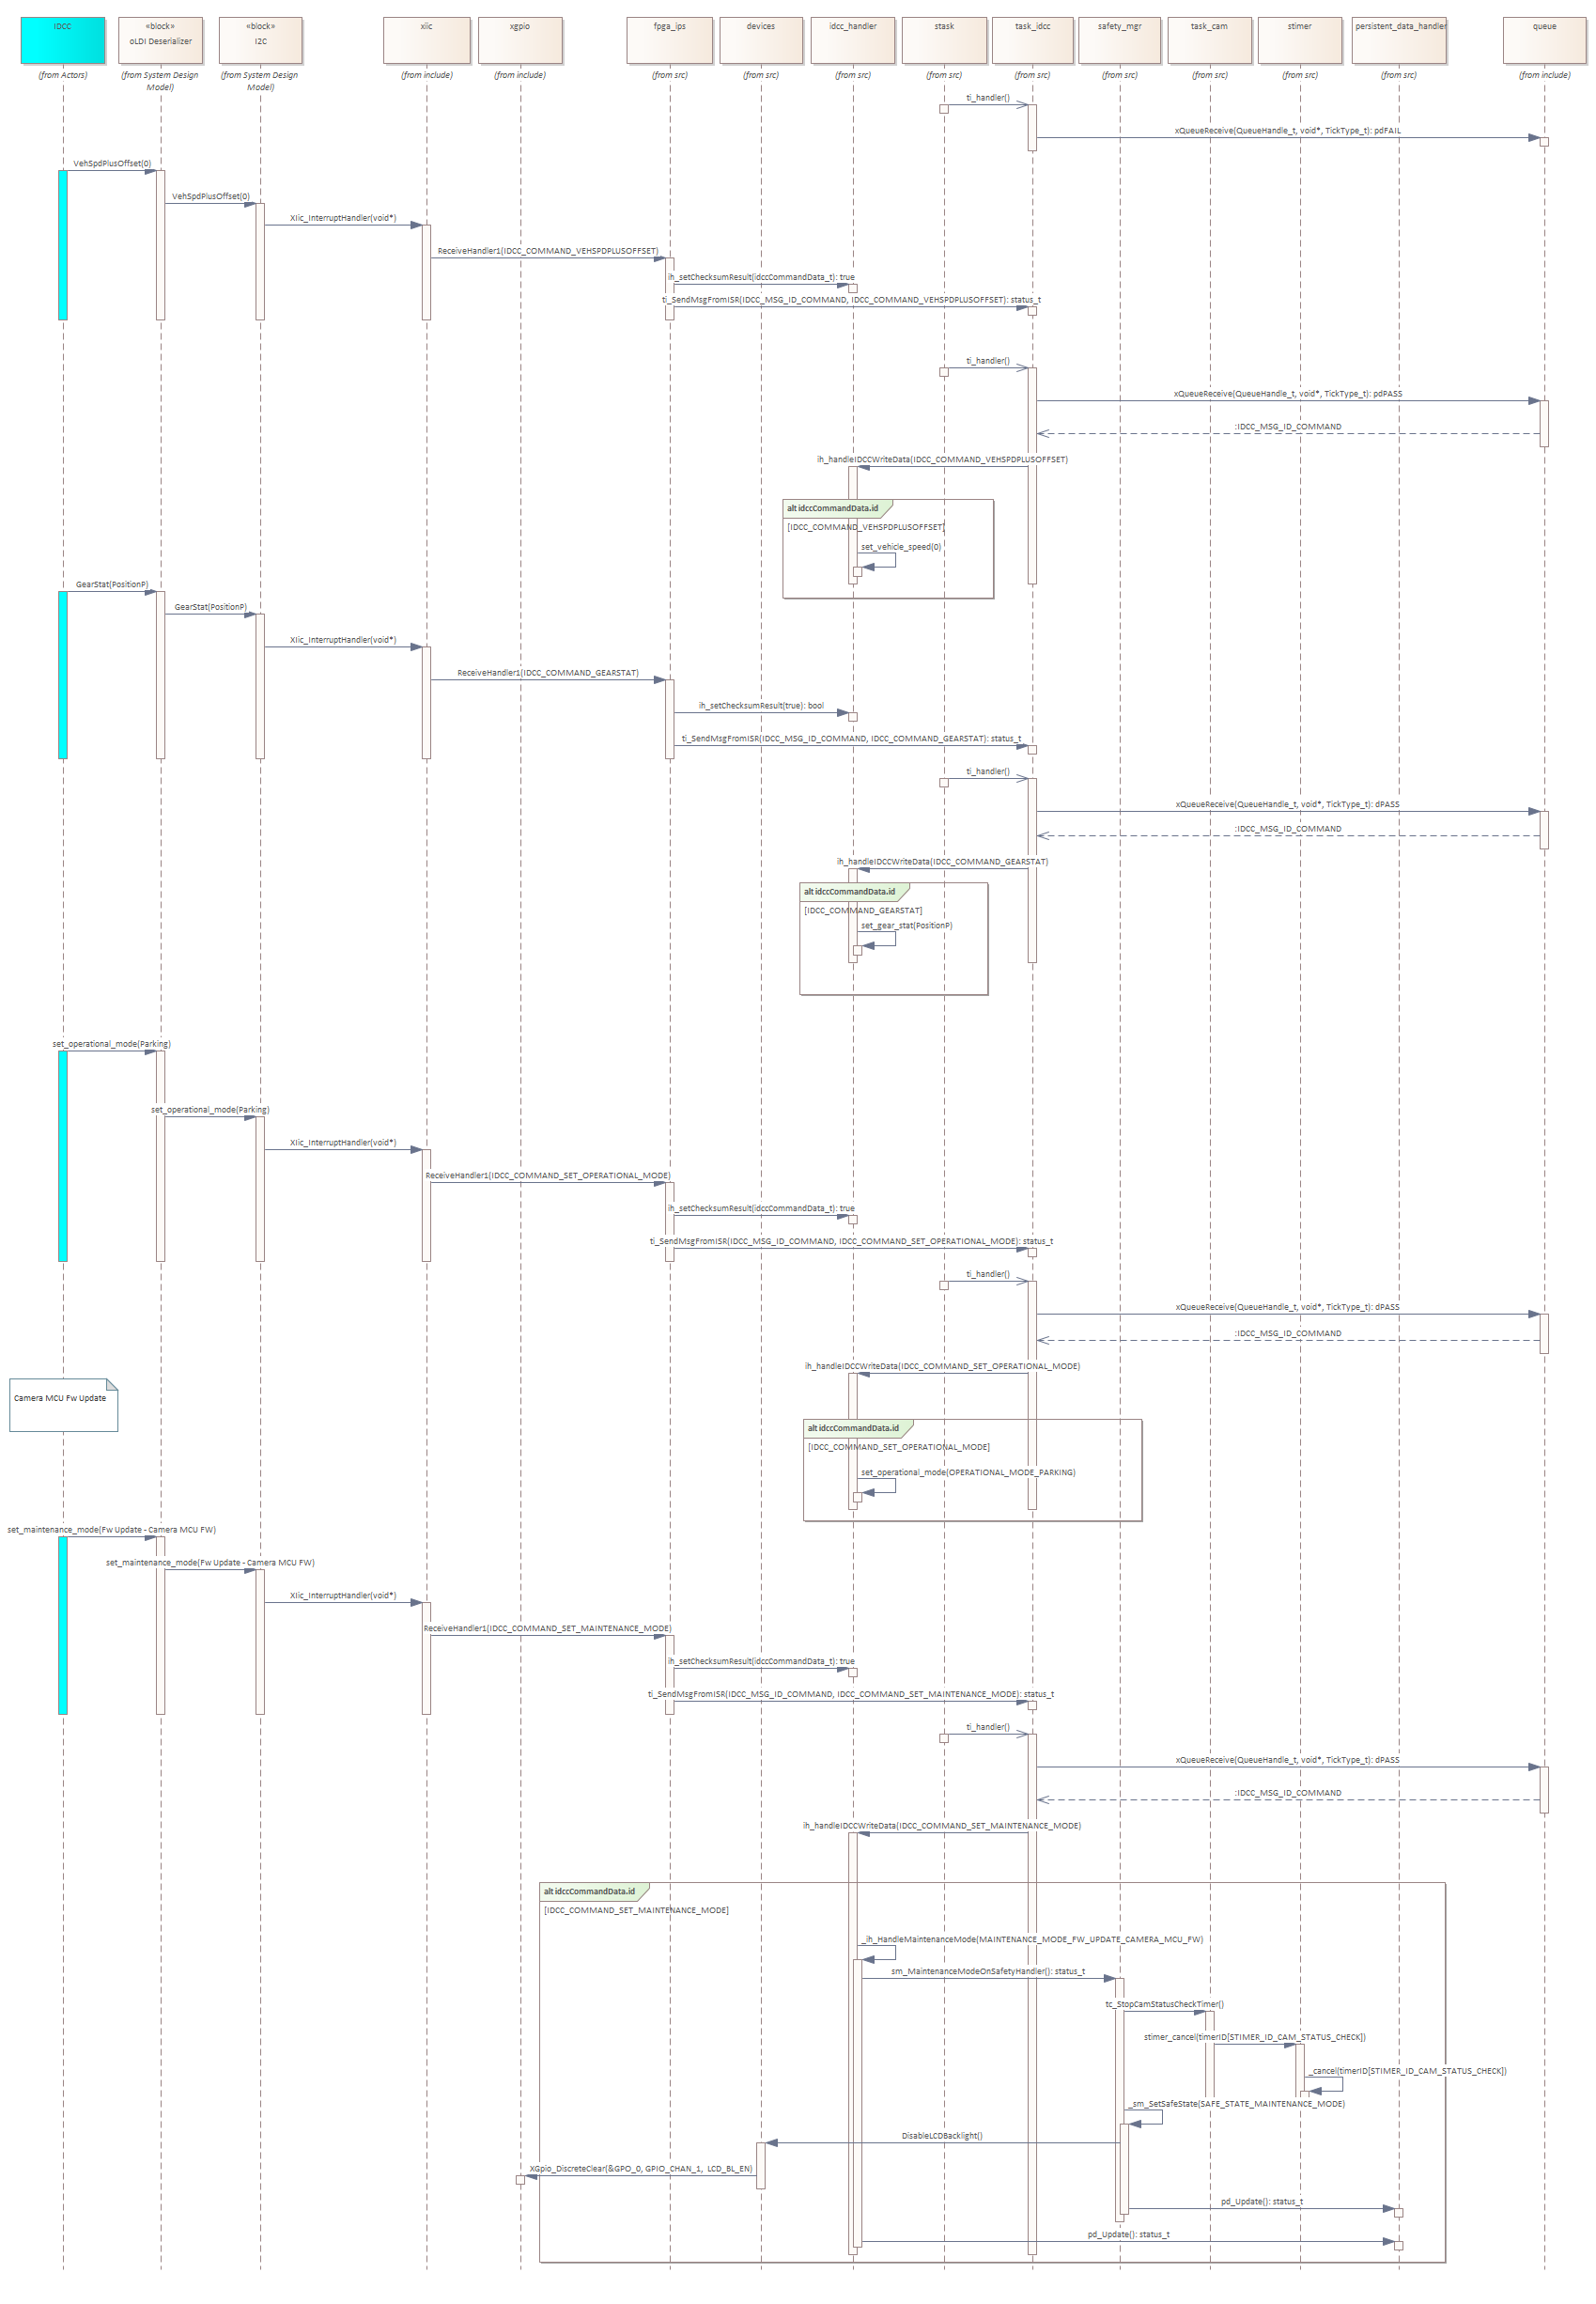 IDCC
«block»
oLDI Deserializer
«block»
I2C
xiic
xgpio
fpga_ips
devices
idcc_handler
stask
task_idcc
safety_mgr
task_cam
stimer
persistent_data_handler
queue
(from Actors)
(from System Design
Model)
(from System Design
Model)
(from include)
(from include)
(from src)
(from src)
(from src)
(from src)
(from src)
(from src)
(from src)
(from src)
(from src)
(from include)
ti_handler()
xQueueReceive(QueueHandle_t, void*, TickType_t): pdFAIL
VehSpdPlusOffset(0)
VehSpdPlusOffset(0)
XIic_InterruptHandler(void*)
ReceiveHandler1(IDCC_COMMAND_VEHSPDPLUSOFFSET)
ih_setChecksumResult(idccCommandData_t): true
ti_SendMsgFromISR(IDCC_MSG_ID_COMMAND, IDCC_COMMAND_VEHSPDPLUSOFFSET): status_t
ti_handler()
xQueueReceive(QueueHandle_t, void*, TickType_t): pdPASS
:IDCC_MSG_ID_COMMAND
ih_handleIDCCWriteData(IDCC_COMMAND_VEHSPDPLUSOFFSET)
alt idccCommandData.id
[IDCC_COMMAND_VEHSPDPLUSOFFSET]
set_vehicle_speed(0)
GearStat(PositionP)
GearStat(PositionP)
XIic_InterruptHandler(void*)
ReceiveHandler1(IDCC_COMMAND_GEARSTAT)
ih_setChecksumResult(true): bool
ti_SendMsgFromISR(IDCC_MSG_ID_COMMAND, IDCC_COMMAND_GEARSTAT): status_t
ti_handler()
xQueueReceive(QueueHandle_t, void*, TickType_t): dPASS
:IDCC_MSG_ID_COMMAND
ih_handleIDCCWriteData(IDCC_COMMAND_GEARSTAT)
alt idccCommandData.id
[IDCC_COMMAND_GEARSTAT]
set_gear_stat(PositionP)
set_operational_mode(Parking)
set_operational_mode(Parking)
XIic_InterruptHandler(void*)
ReceiveHandler1(IDCC_COMMAND_SET_OPERATIONAL_MODE)
ih_setChecksumResult(idccCommandData_t): true
ti_SendMsgFromISR(IDCC_MSG_ID_COMMAND, IDCC_COMMAND_SET_OPERATIONAL_MODE): status_t
ti_handler()
xQueueReceive(QueueHandle_t, void*, TickType_t): dPASS
:IDCC_MSG_ID_COMMAND
ih_handleIDCCWriteData(IDCC_COMMAND_SET_OPERATIONAL_MODE)
Camera MCU Fw Update
alt idccCommandData.id
[IDCC_COMMAND_SET_OPERATIONAL_MODE]
set_operational_mode(OPERATIONAL_MODE_PARKING)
set_maintenance_mode(Fw Update - Camera MCU FW)
set_maintenance_mode(Fw Update - Camera MCU FW)
XIic_InterruptHandler(void*)
ReceiveHandler1(IDCC_COMMAND_SET_MAINTENANCE_MODE)
ih_setChecksumResult(idccCommandData_t): true
ti_SendMsgFromISR(IDCC_MSG_ID_COMMAND, IDCC_COMMAND_SET_MAINTENANCE_MODE): status_t
ti_handler()
xQueueReceive(QueueHandle_t, void*, TickType_t): dPASS
:IDCC_MSG_ID_COMMAND
ih_handleIDCCWriteData(IDCC_COMMAND_SET_MAINTENANCE_MODE)
alt idccCommandData.id
[IDCC_COMMAND_SET_MAINTENANCE_MODE]
_ih_HandleMaintenanceMode(MAINTENANCE_MODE_FW_UPDATE_CAMERA_MCU_FW)
sm_MaintenanceModeOnSafetyHandler(): status_t
tc_StopCamStatusCheckTimer()
stimer_cancel(timerID[STIMER_ID_CAM_STATUS_CHECK])
_cancel(timerID[STIMER_ID_CAM_STATUS_CHECK])
_sm_SetSafeState(SAFE_STATE_MAINTENANCE_MODE)
DisableLCDBacklight()
XGpio_DiscreteClear(&GPO_0, GPIO_CHAN_1, LCD_BL_EN)
pd_Update(): status_t
pd_Update(): status_t